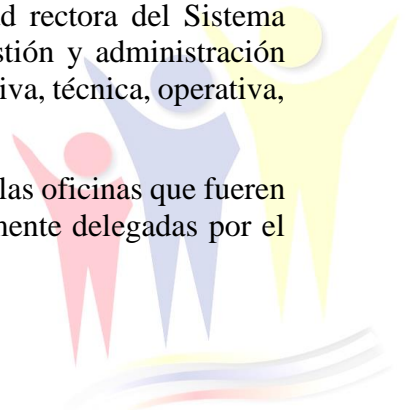 d rectora del Sistema
stión y administración
iva, técnica, operativa,
las oficinas que fueren
nente delegadas por el